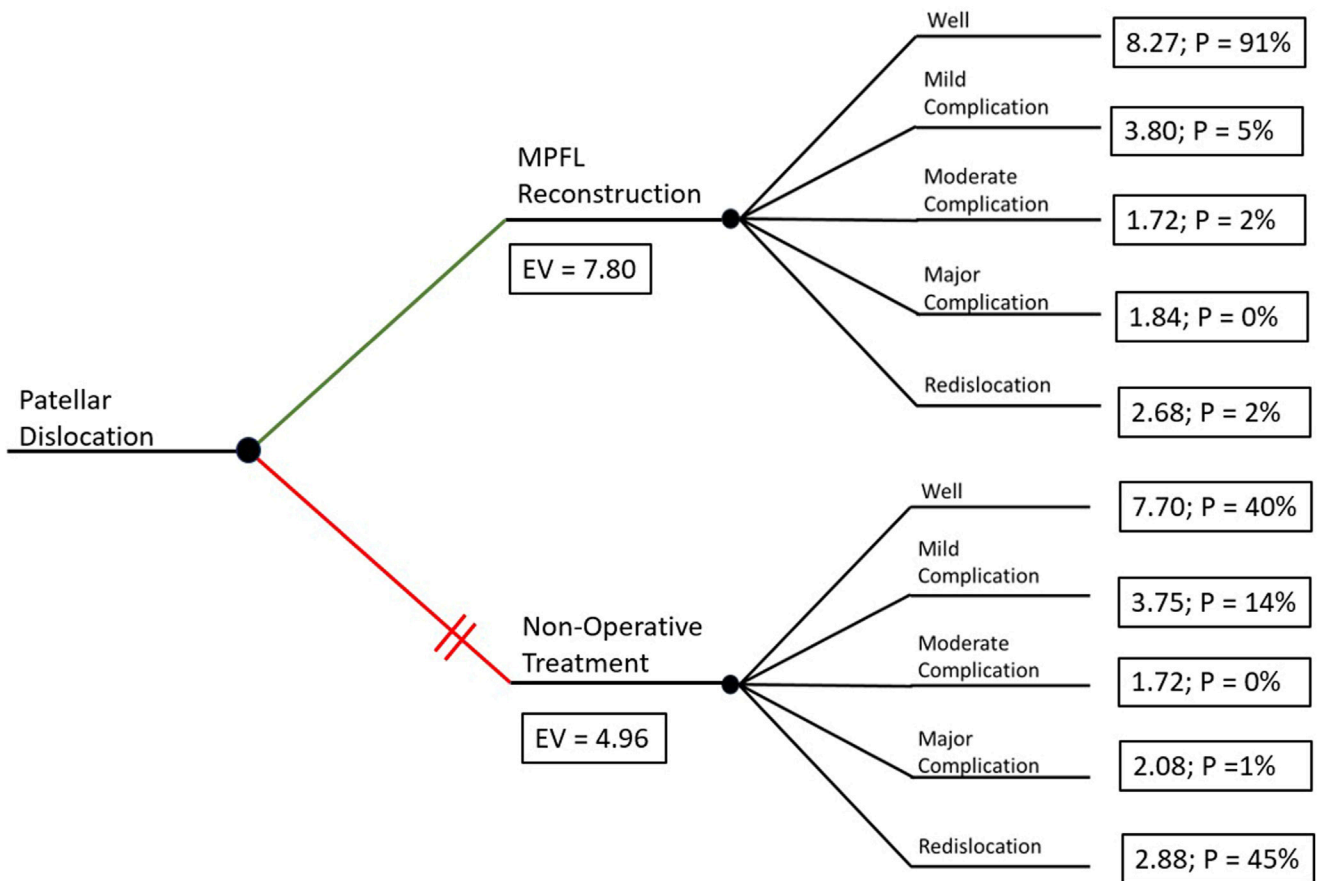 Patellar
Dislocation
MPFL
Reconstruction
EV = 7.80
Well
8.27; P = 91%
Mild
Complication
3.80; P = 5%
Moderate
Complication
1.72; P = 2%
Major
Complication
1.84; P = 0%
Redislocation
2.68; P = 2%
Non-Operative
Treatment
EV = 4.96
Well
7.70; P = 40%
Mild
Complication
3.75; P = 14%
Moderate
Complication
1.72; P = 0%
Major
Complication
2.08; P =1%
Redislocation
2.88; P = 45%